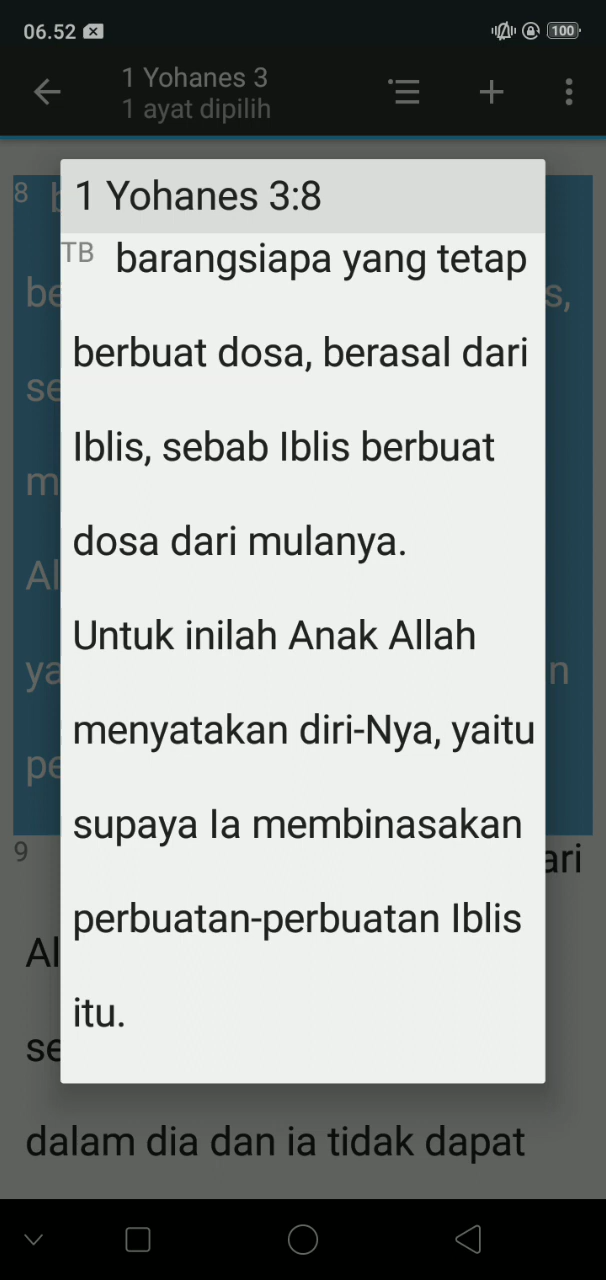 06.52
100
1 Yohanes 3
1 ayat dipilih
1 Yohanes 3:8
TB barangsiapa yang tetap
berbuat dosa, berasal dari
Iblis, sebab Iblis berbuat
dosa dari mulanya.
Untuk inilah Anak Allah
menyatakan diri-Nya, yaitu
supaya Ia membinasakan
perbuatan-perbuatan Iblis
itu.
8
9
dalam dia dan ia tidak dapat